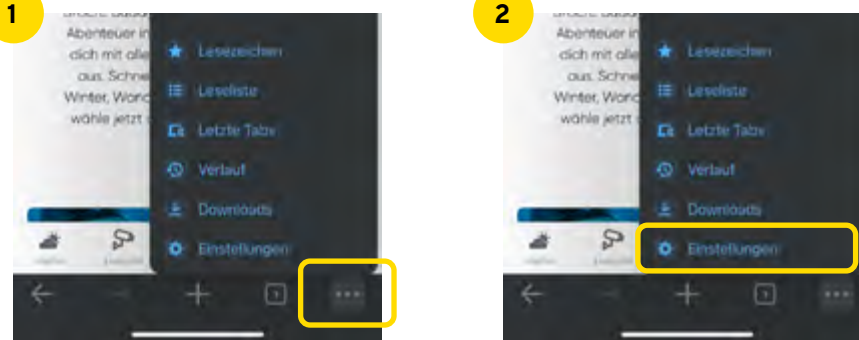 1
Abenteuer in
dich mit alle
aus. Schne
Winter, Wond
wähle jetzt
Lesezeichen
Leseliste
Letzte Tabs
Verlauf
Downloads
Einstellungen
2
Abenteuer in
dich mit alle
aus. Schne
Winter, Wond
wähle jetzt
Lesezeichen
Leseliste
Letzte Tabs
Verlauf
Downloads
Einstellungen